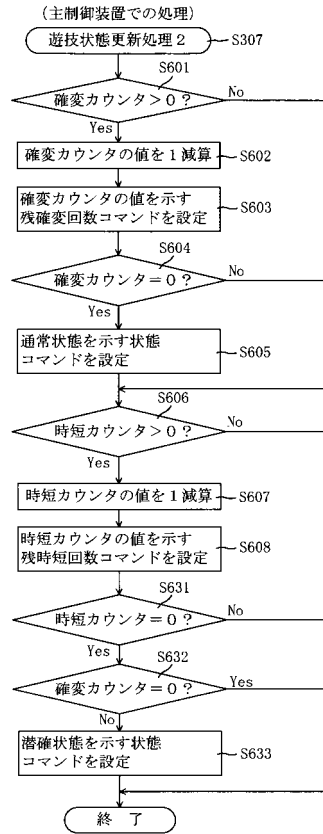 (主制御装置での処理)
遊技状態更新処理2
S307
S601
確変カウンタ>0?
No
Yes
確変カウンタの値を1減算
S602
確変カウンタの値を示す
残確変回数コマンドを設定
S603
S604
確変カウンタ=0?
No
Yes
通常状態を示す状態
コマンドを設定
S605
S606
時短カウンタ>0?
No
Yes
時短カウンタの値を1減算
S607
時短カウンタの値を示す
残時短回数コマンドを設定
S608
S631
時短カウンタ=0?
No
Yes
S632
確変カウンタ=0?
Yes
No
潜確状態を示す状態
コマンドを設定
S633
終 了